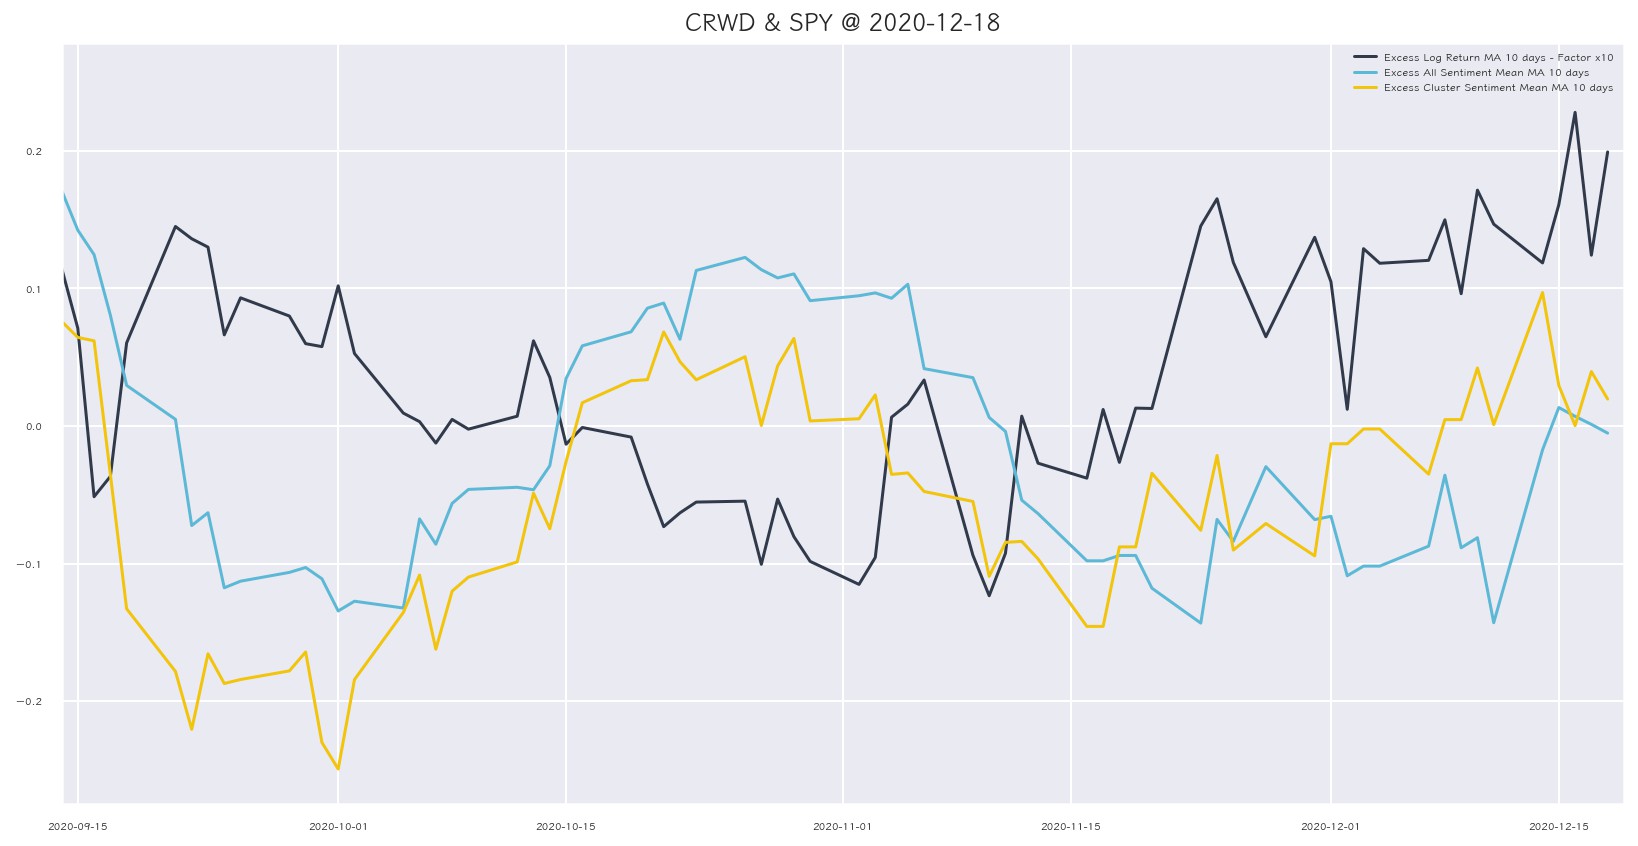 CRWD & SPY @ 2020-12-18
Excess Log Return MA 10 days - Factor x10
Excess All Sentiment Mean MA 10 days
Excess Cluster Sentiment Mean MA 10 days
0.2
0.1
0.0
−0.1
−0.2
2020-09-15 2020-10-01 2020-10-15 2020-11-01 2020-11-15 2020-12-01 2020-12-15